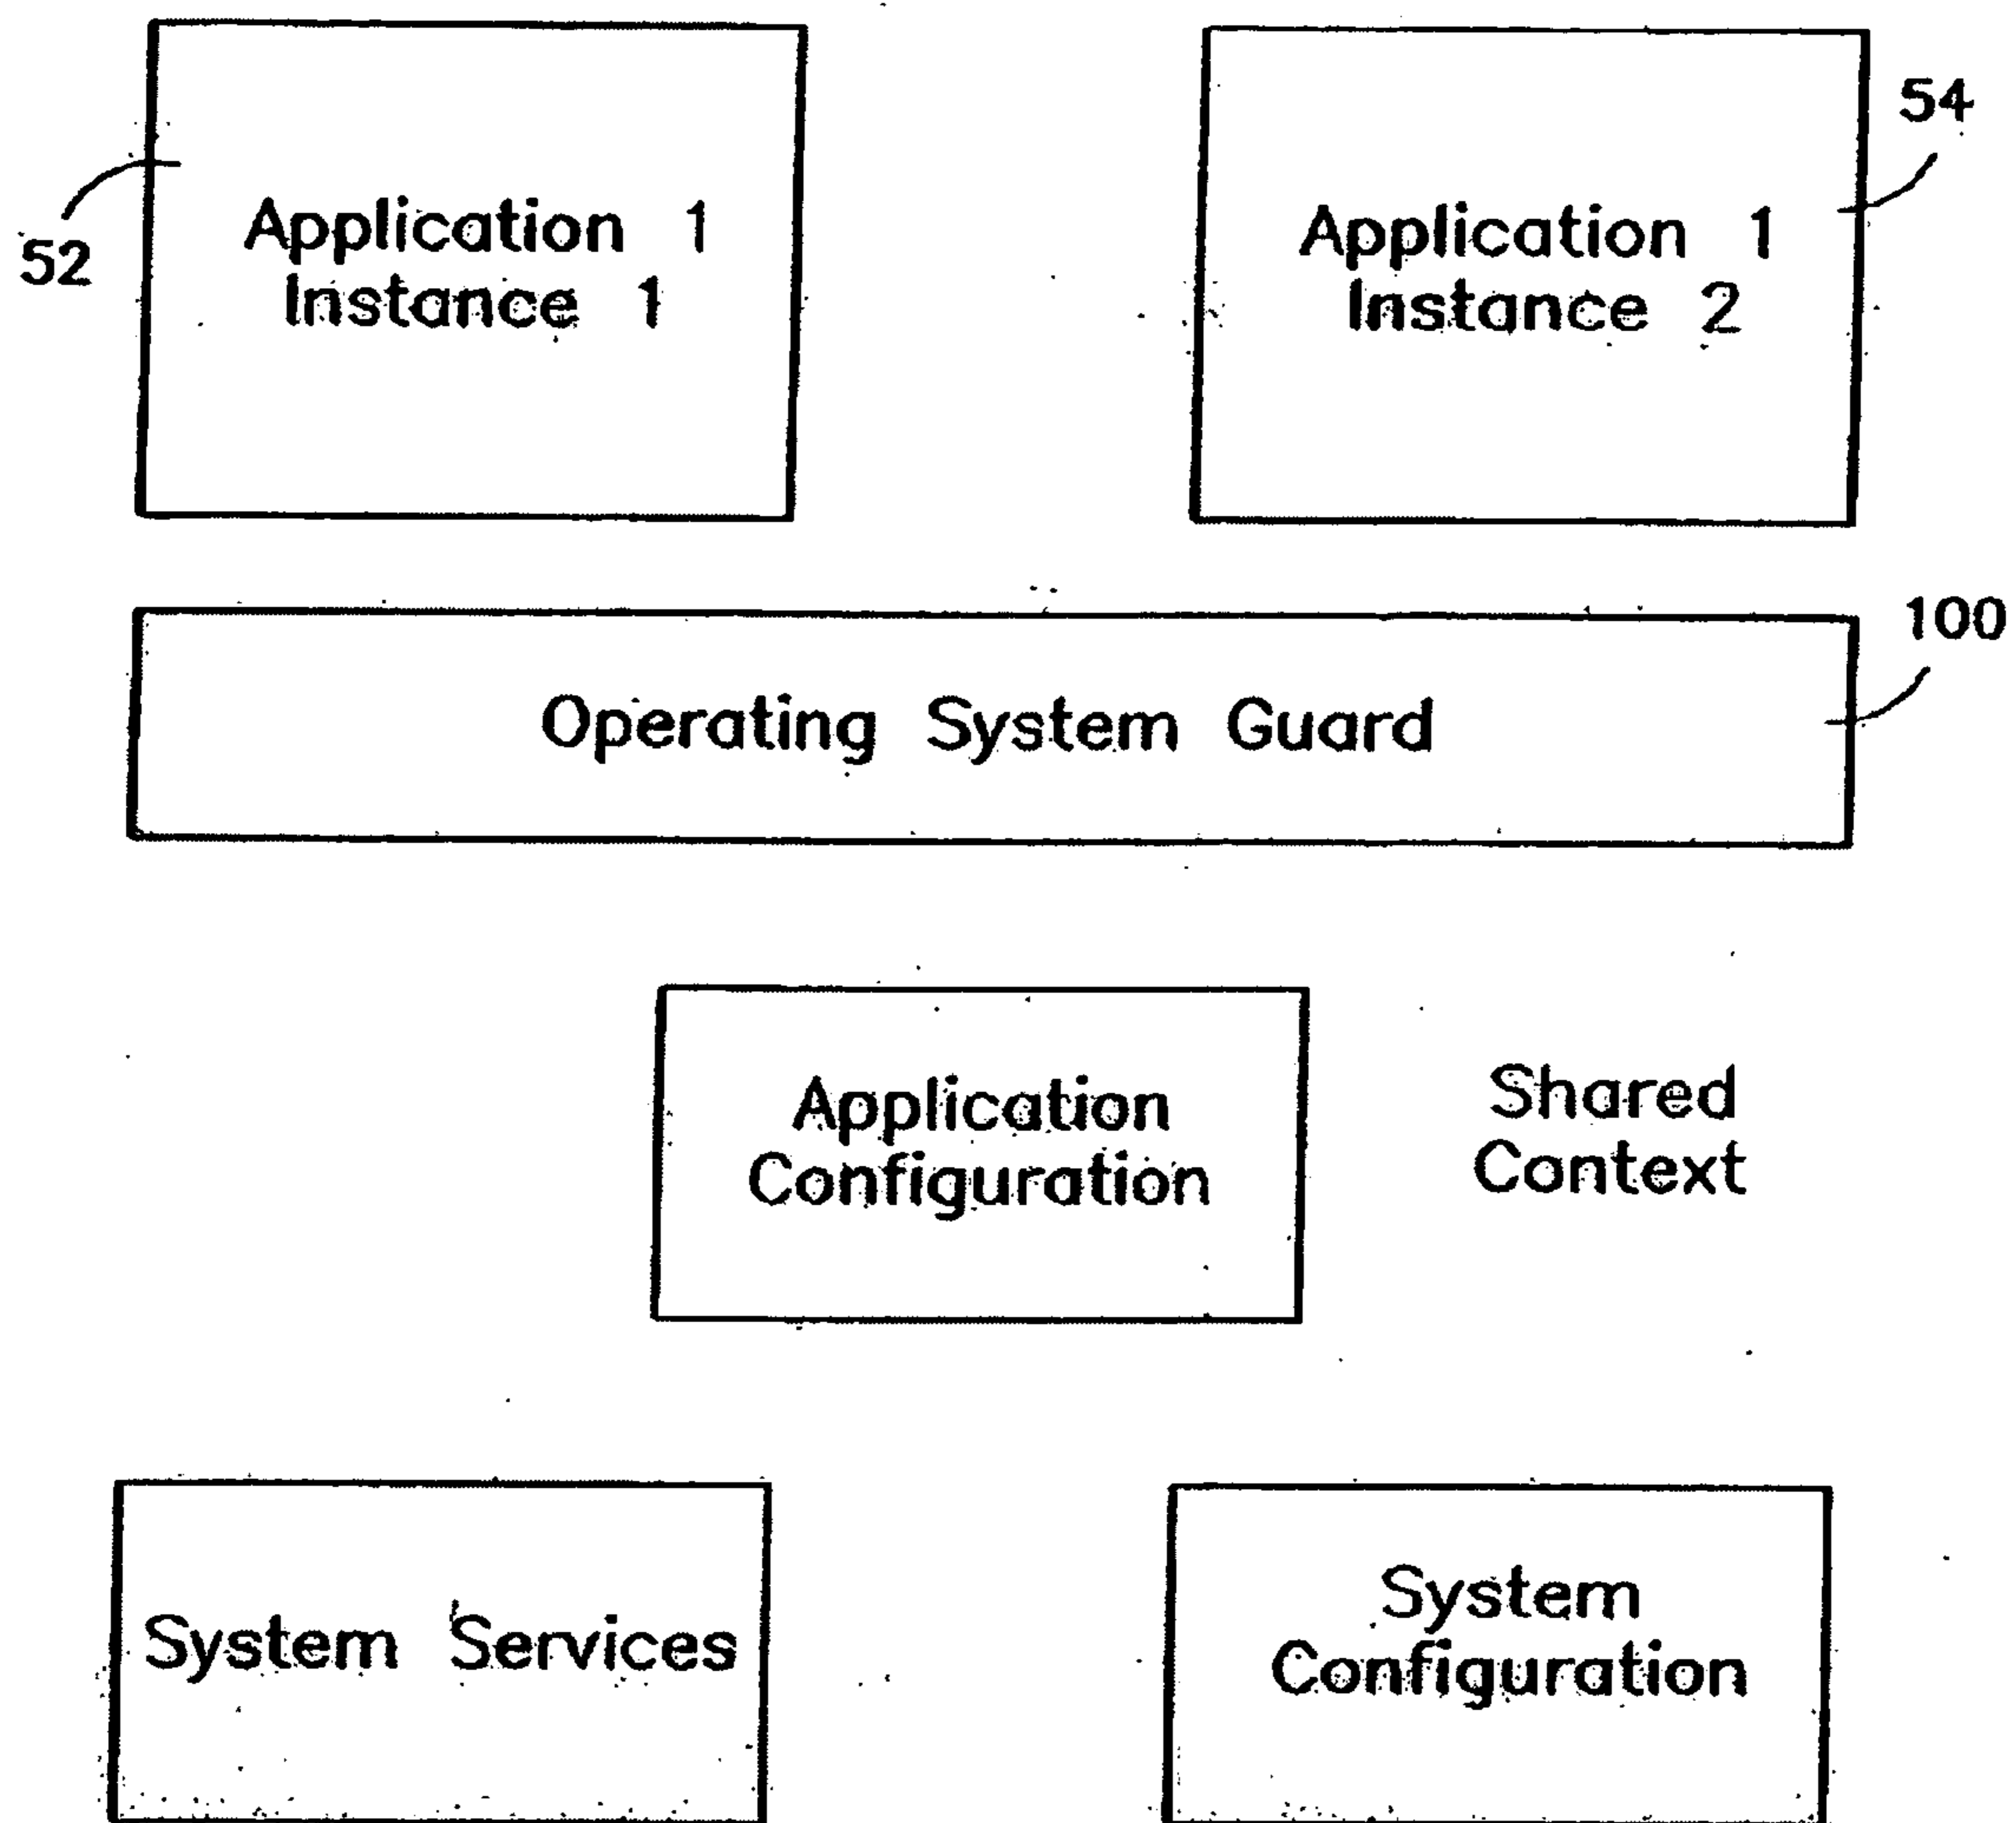 54
Application 1
Instance 1
52
Application 1
Instance 2
100
Operating System Guard
Application
Configuration
Shared
Context
System Services
System
Configuration